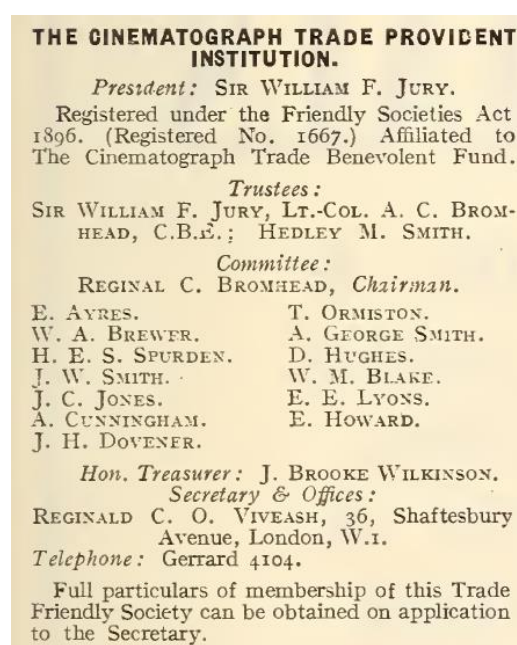 THE CINEMATOGRAPH TRADE PROVIDENT
INSTITUTION.
President: SIR WILLIAM F. JURY.
Registered under the Friendly Societies Act
1896. (Registered No. 1667.) Affiliated to
The Cinematograph Trade Benevolent Fund.
Trustees:
SIR WILLIAM F. JURY, LT.-COL. A. C. BROM-
HEAD, C.B.E.; HEDLEY M. SMITH.
Committee:
REGINAL C. BROMHEAD, Chairman.
E. AYRES.
W. A. BREWER.
H. E. S. SPURDEN.
J. W. SMITH.
J. C. JONES.
A. CUNNINGHAM.
J. H. DOVENER.
T. ORMISTON.
A. GEORGE SMITH.
D. HUGHES.
W. M. BLAKE.
E. E. LYONS.
E. HOWARD.
Hon. Treasurer: J. BROOKE WILKINSON.
Secretary & Offices:
REGINALD C. O. VIVEASH, 36, Shaftesbury
Avenue, London, W.1.
Telephone: Gerrard 4104.
Full particulars of membership of this Trade
Friendly Society can be obtained on application
to the Secretary.